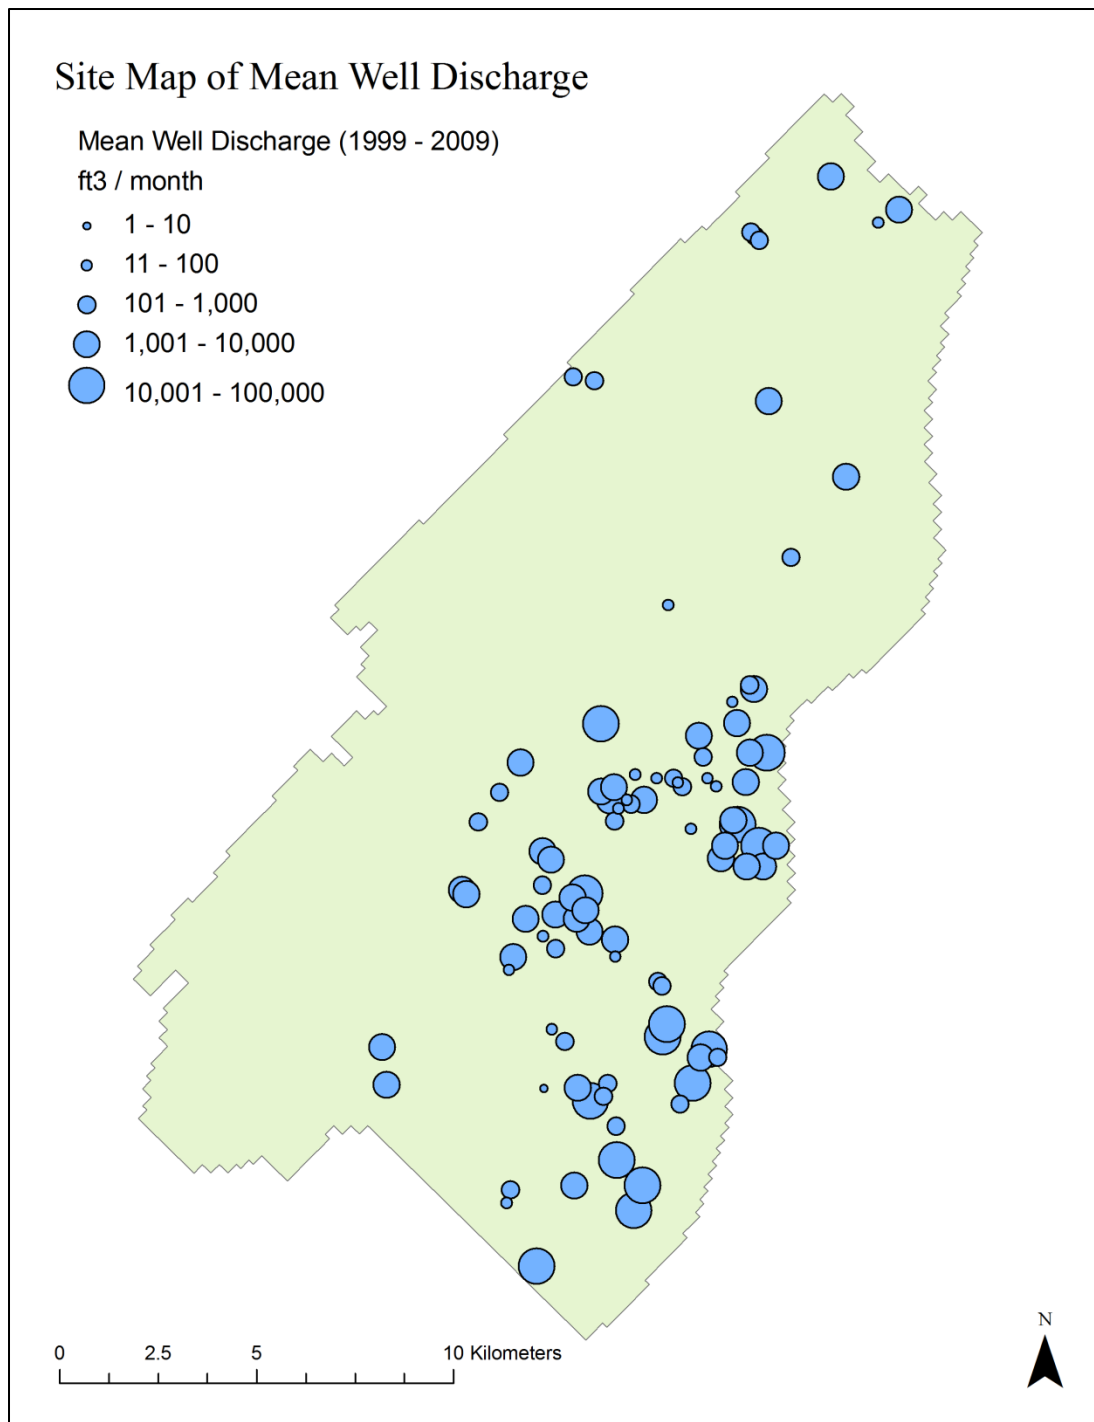 Site Map of Mean Well Discharge
Mean Well Discharge (1999 - 2009)
ft3 / month
1 - 10
11 - 100
101 - 1,000
1,001 - 10,000
10,001 - 100,000
0 2.5 5 10 Kilometers
N